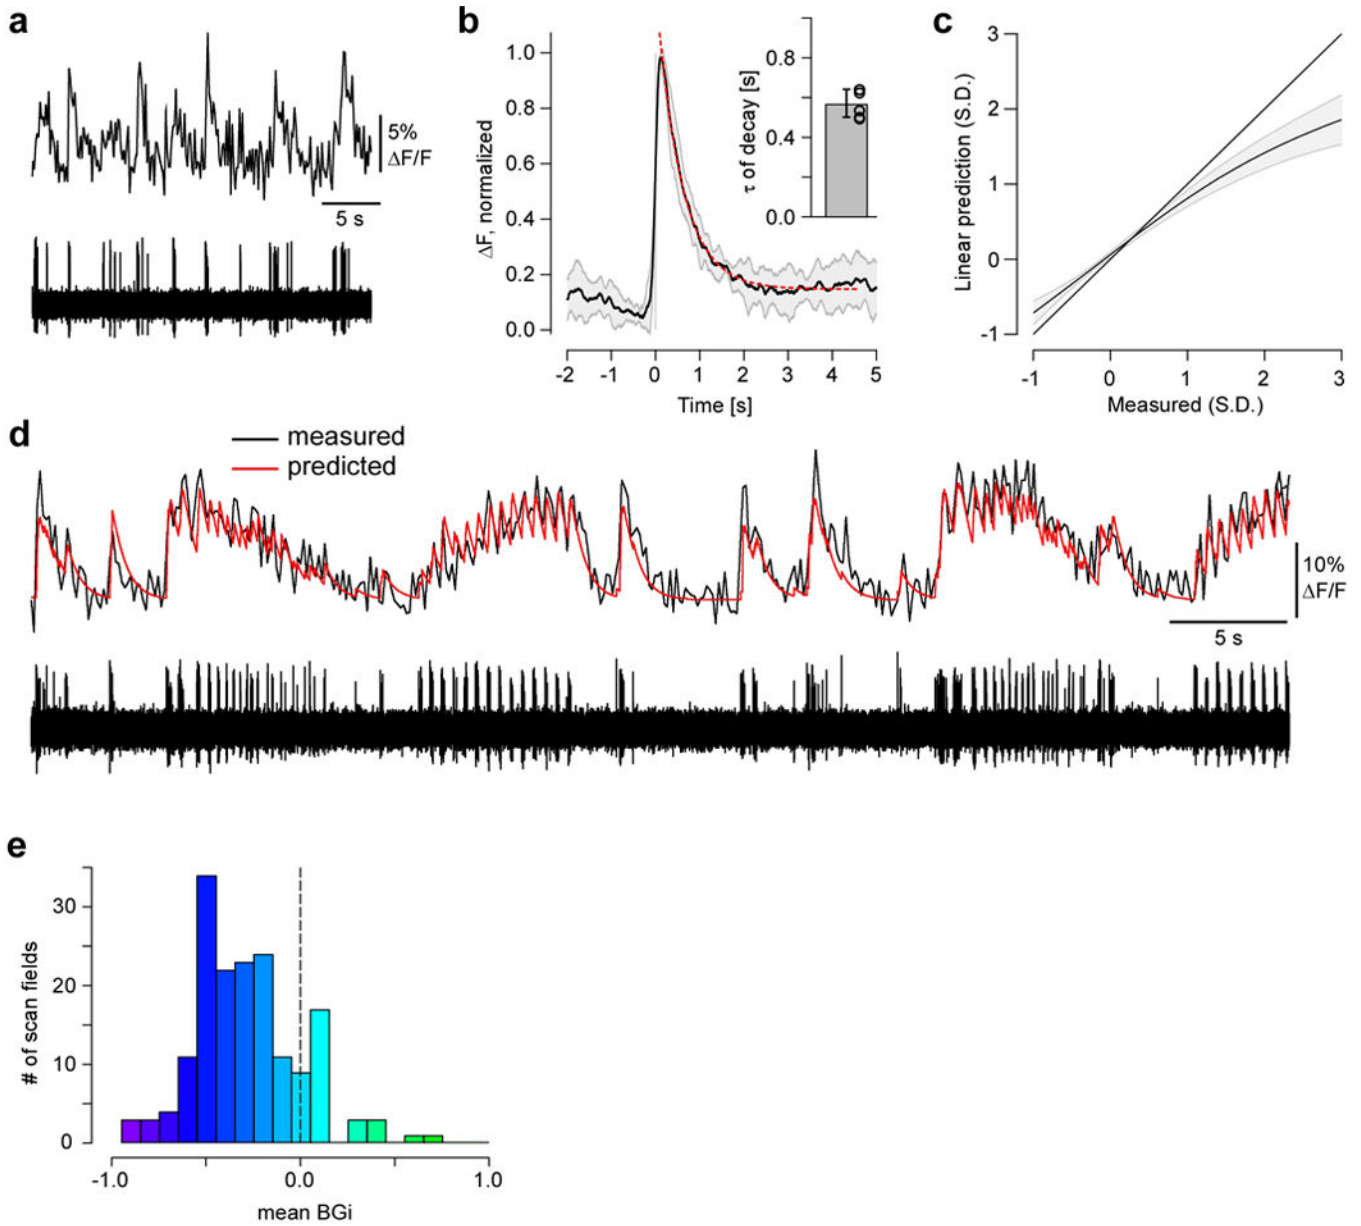 a
5%
ΔF/F
5 s
b
ΔF, normalized
1.0
0.8
0.6
0.4
0.2
0.0
-2 -1 0 1 2 3 4 5
Time [s]
τ of decay [s]
0.8
0.4
0.0
c
Linear prediction (S.D.)
3
2
1
0
-1
-1 0 1 2 3
Measured (S.D.)
d
measured
predicted
10%
ΔF/F
5 s
e
# of scan fields
30
20
10
0
-1.0 0.0 1.0
mean BGi